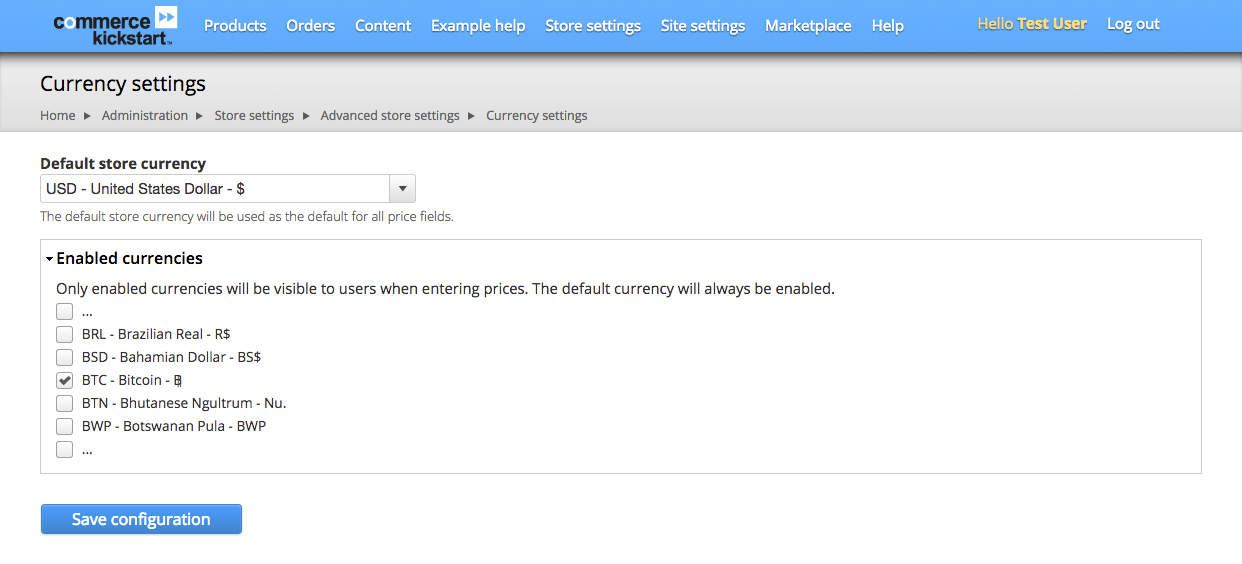 commerce
kickstart™
Products Orders Content Example help Store settings Site settings Marketplace Help Hello Test User Log out
Currency settings
Home Administration Store settings Advanced store settings Currency settings
Default store currency
USD - United States Dollar - $
The default store currency will be used as the default for all price fields.
Enabled currencies
Only enabled currencies will be visible to users when entering prices. The default currency will always be enabled.
...
BRL - Brazilian Real - R$
BSD - Bahamian Dollar - BS$
BTC - Bitcoin - ฿
BTN - Bhutanese Ngultrum - Nu.
BWP - Botswanan Pula - BWP
...
Save configuration